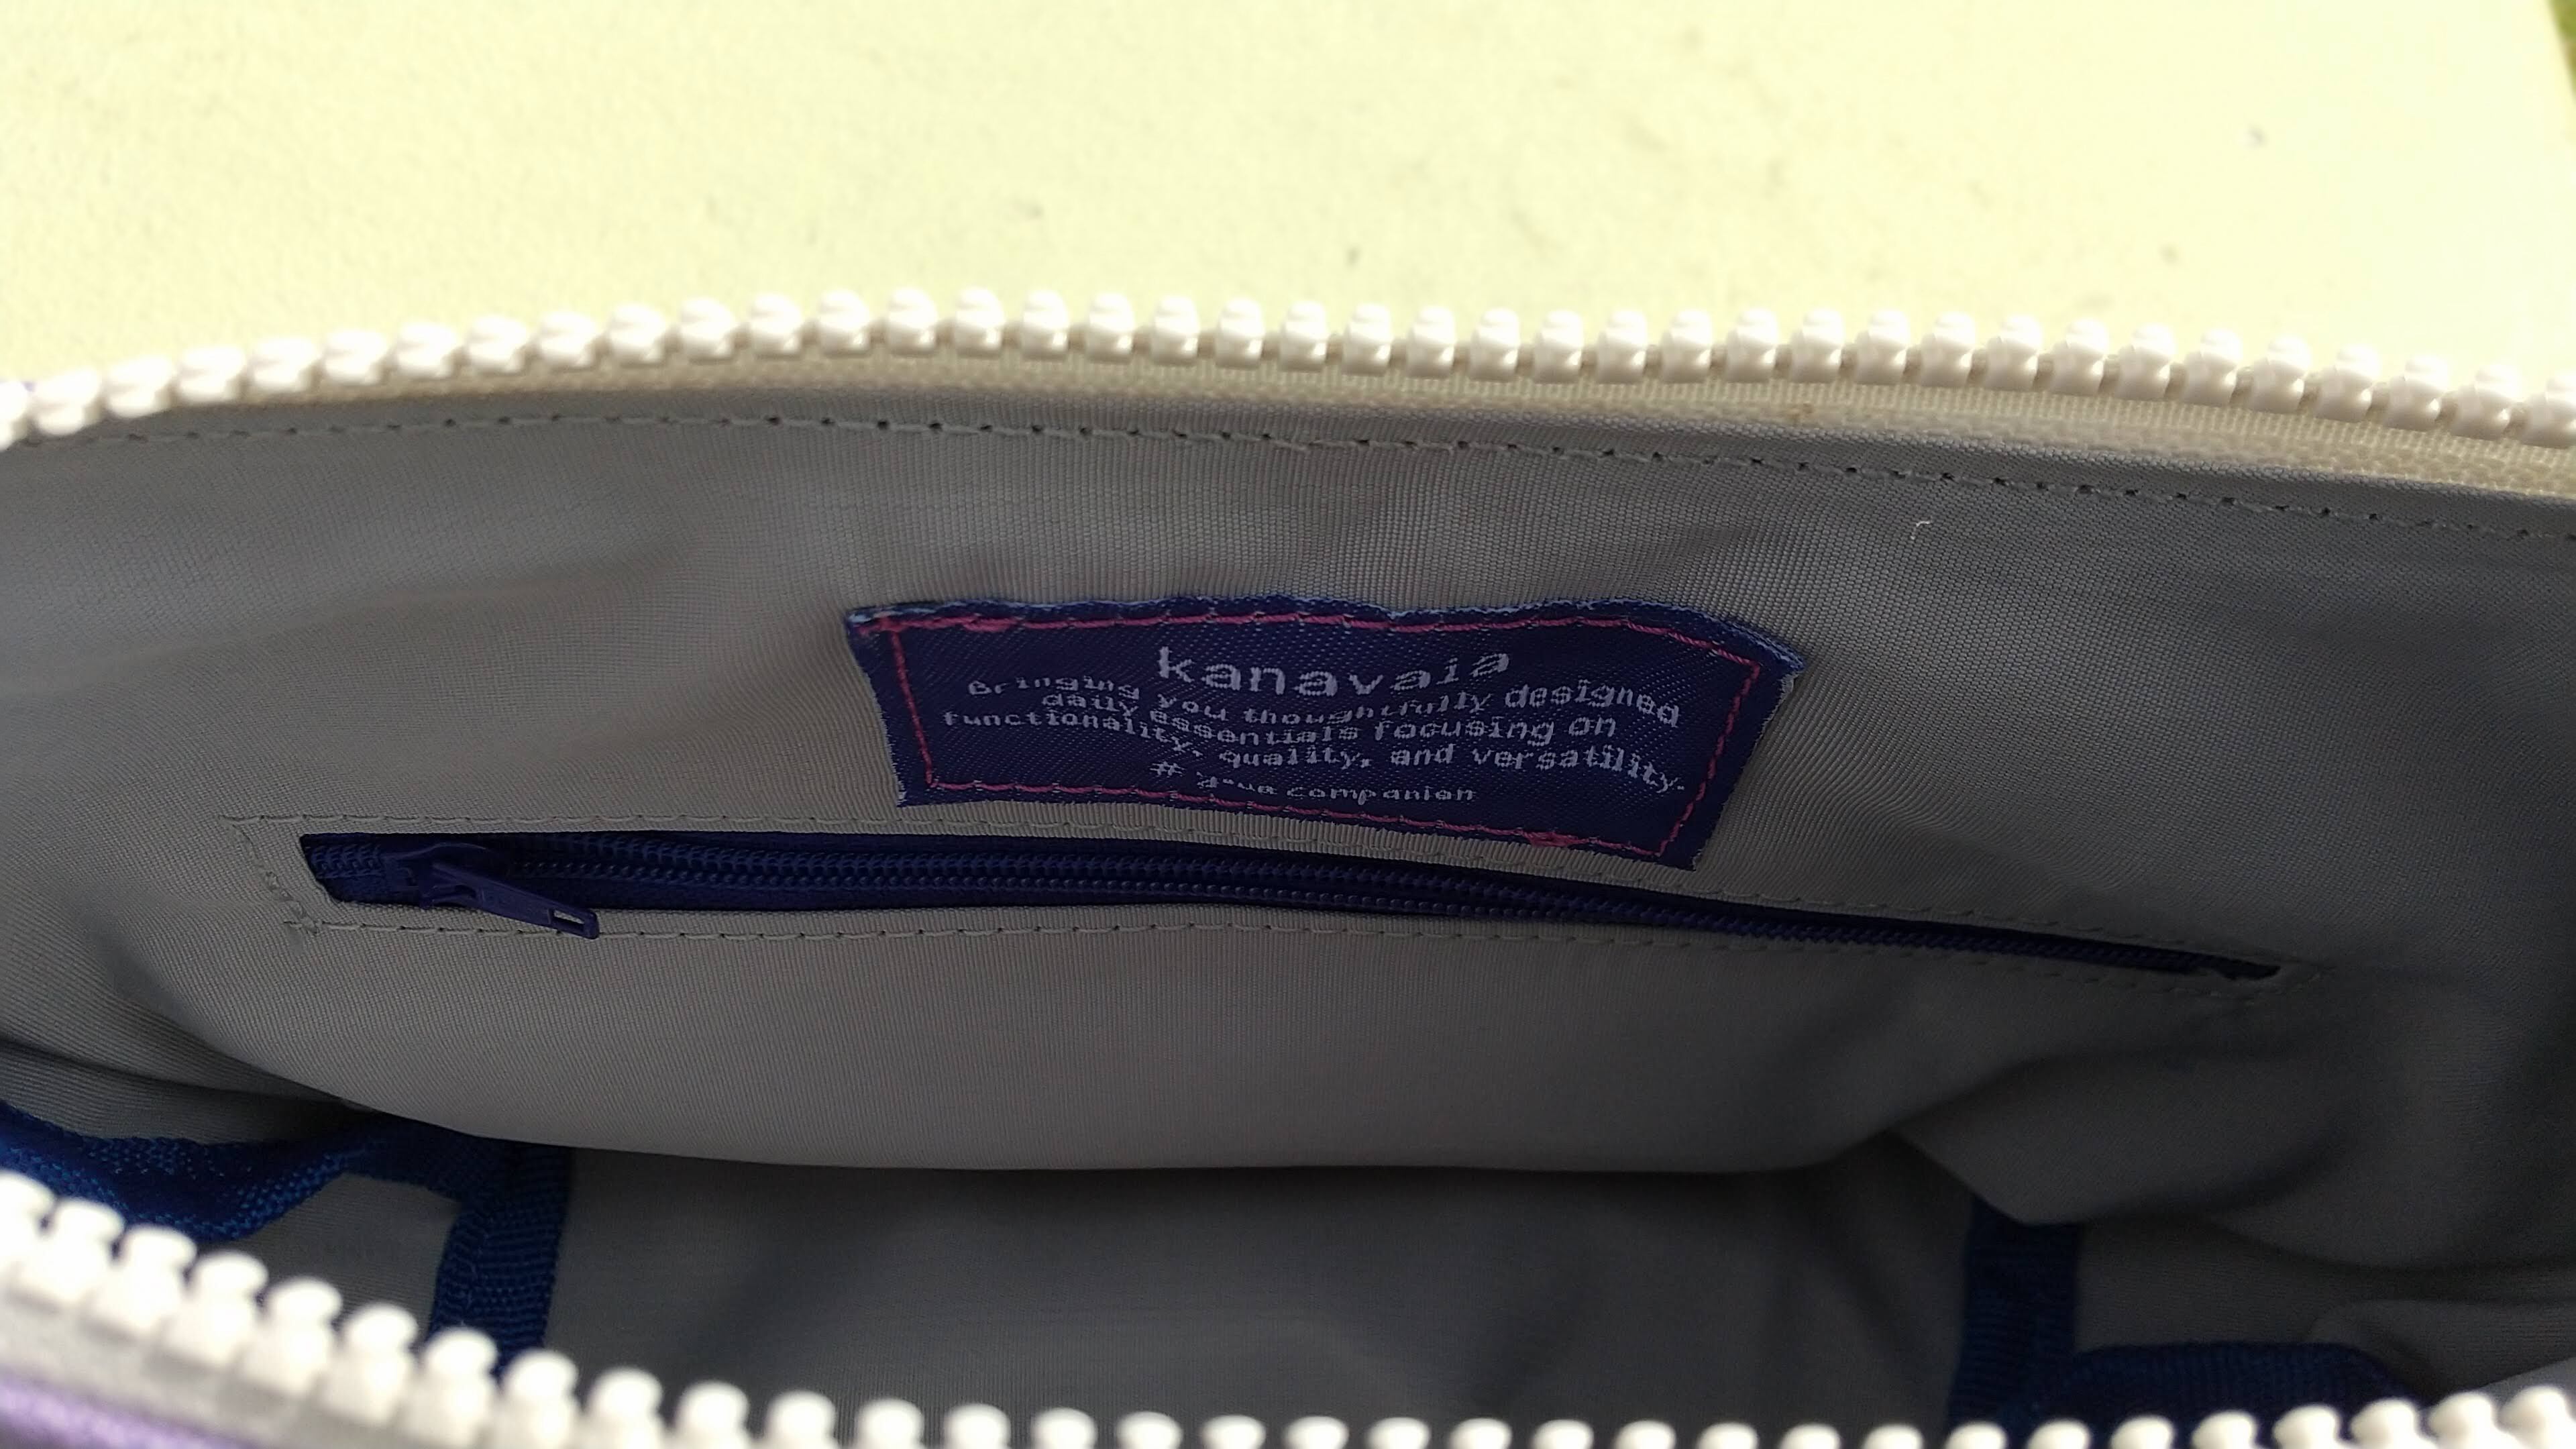 kanavaia
Bringing you thoughtfully designed
daily essentials focusing on
functionality, quality, and versatility.
# companion